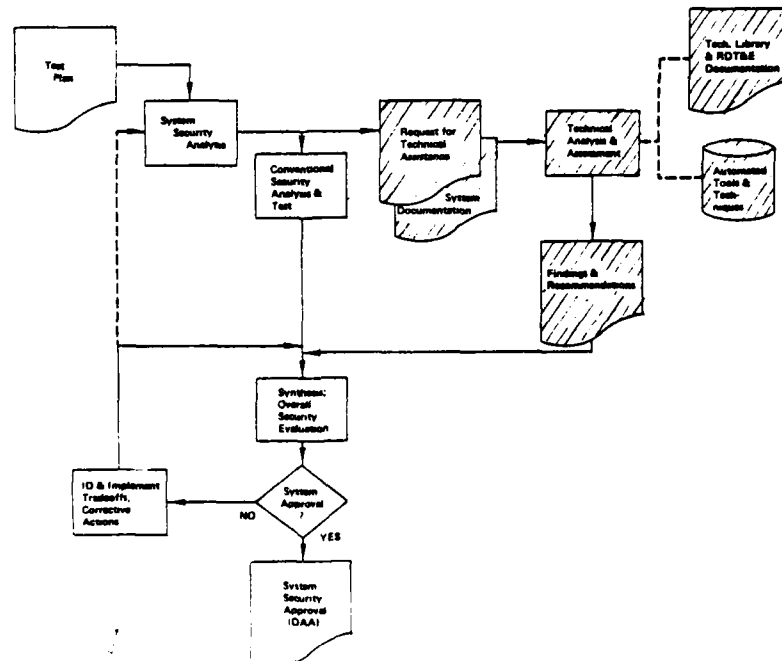 Test
Plan
System
Security
Analysis
Conventional
Security
Analysis &
Test
Request for
Technical
Assistance
System
Documentation
Technical
Analysis &
Assessment
Tech. Library
& RDT&E
Documentation
Automated
Tools &
Tech-
niques
Findings &
Recommendations
Synthesis:
Overall
Security
Evaluation
ID & Implement
Tradeoffs,
Corrective
Actions
NO
System
Approval
?
YES
System
Security
Approval
(DAA)